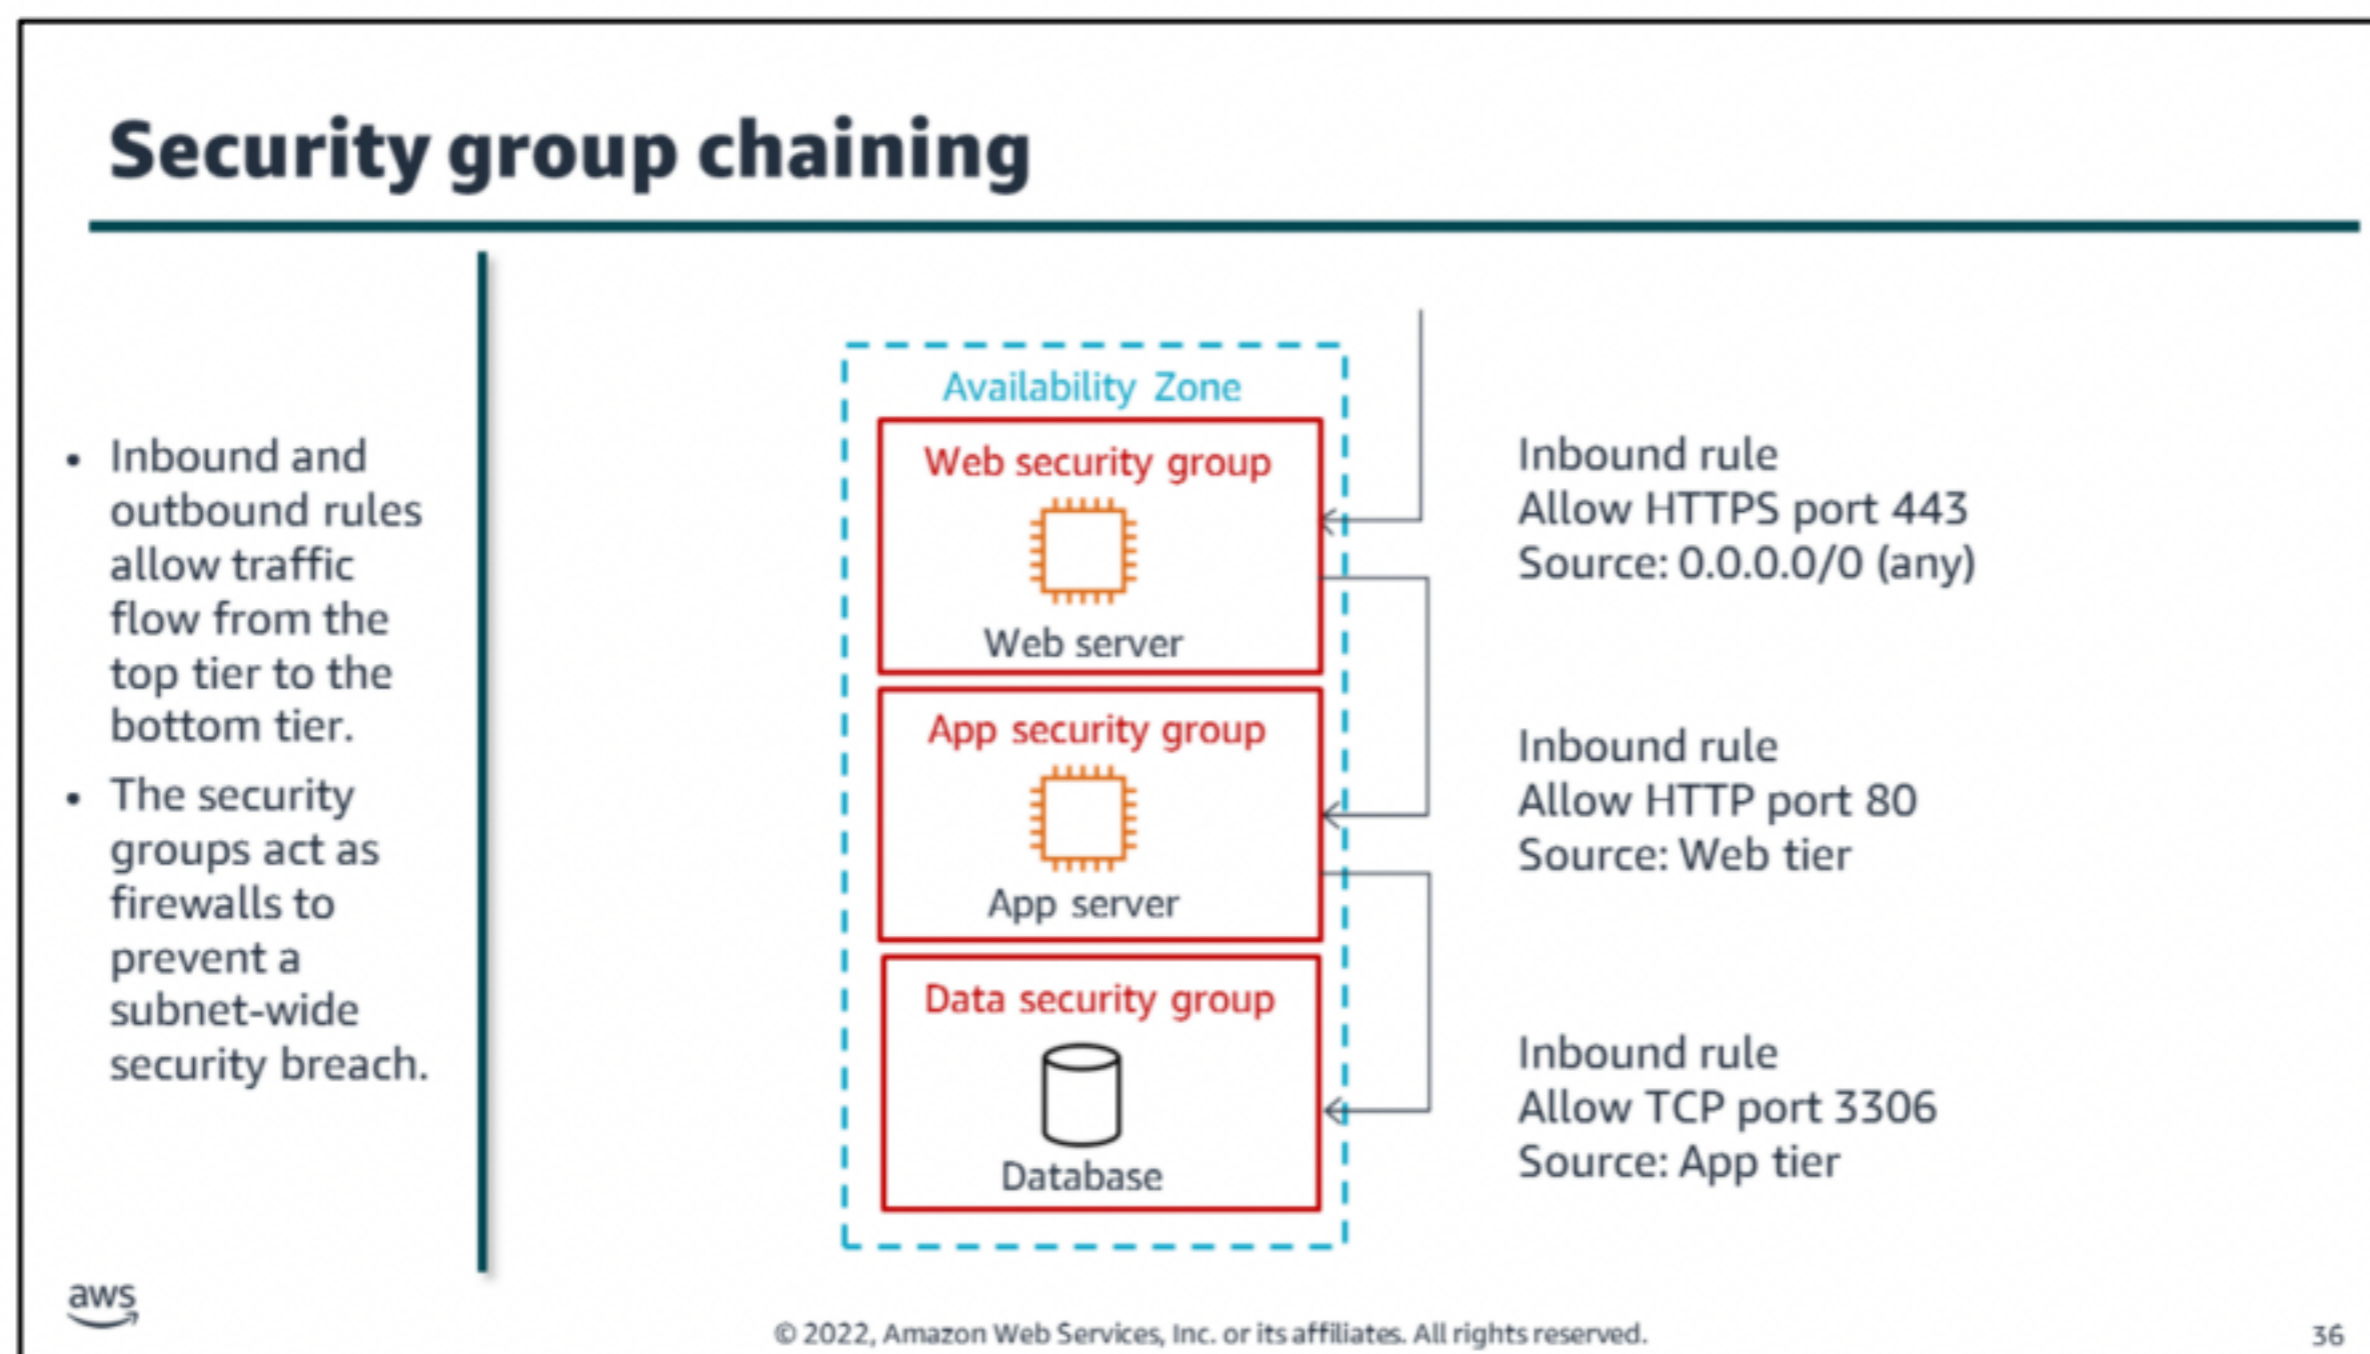 Security group chaining
• Inbound and
outbound rules
allow traffic
flow from the
top tier to the
bottom tier.
• The security
groups act as
firewalls to
prevent a
subnet-wide
security breach.
Availability Zone
Web security group
Web server
App security group
App server
Data security group
Database
Inbound rule
Allow HTTPS port 443
Source: 0.0.0.0/0 (any)
Inbound rule
Allow HTTP port 80
Source: Web tier
Inbound rule
Allow TCP port 3306
Source: App tier
aws
© 2022, Amazon Web Services, Inc. or its affiliates. All rights reserved.
36